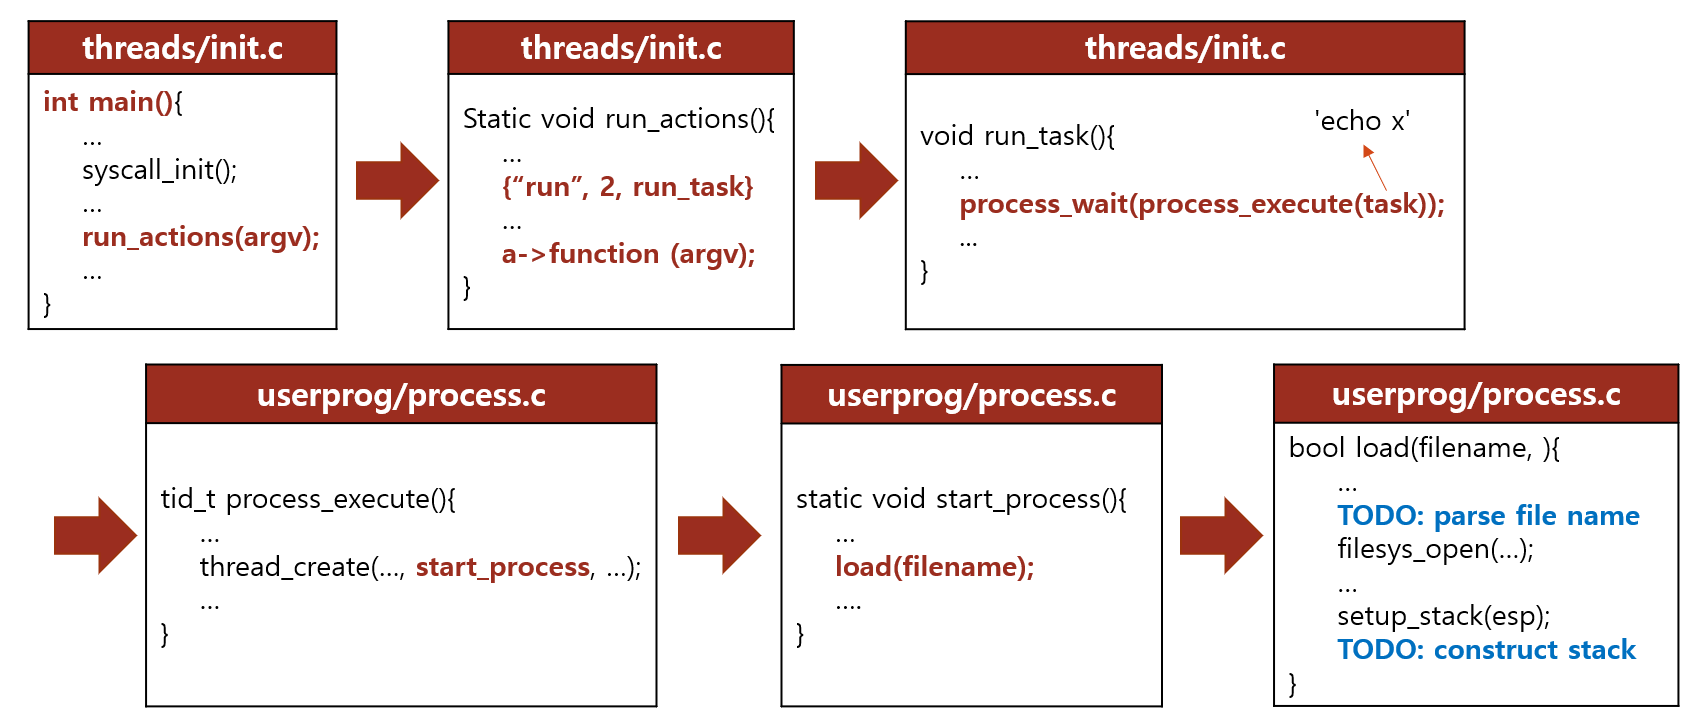 threads/init.c
int main(){
...
syscall_init();
...
run_actions(argv);
...
}
threads/init.c
Static void run_actions(){
...
{“run”, 2, run_task}
...
a->function (argv);
}
threads/init.c
'echo x'
void run_task(){
...
process_wait(process_execute(task));
...
}
userprog/process.c
tid_t process_execute(){
...
thread_create(..., start_process, ...);
...
}
userprog/process.c
static void start_process(){
...
load(filename);
....
}
userprog/process.c
bool load(filename, ){
...
TODO: parse file name
filesys_open(...);
...
setup_stack(esp);
TODO: construct stack
}